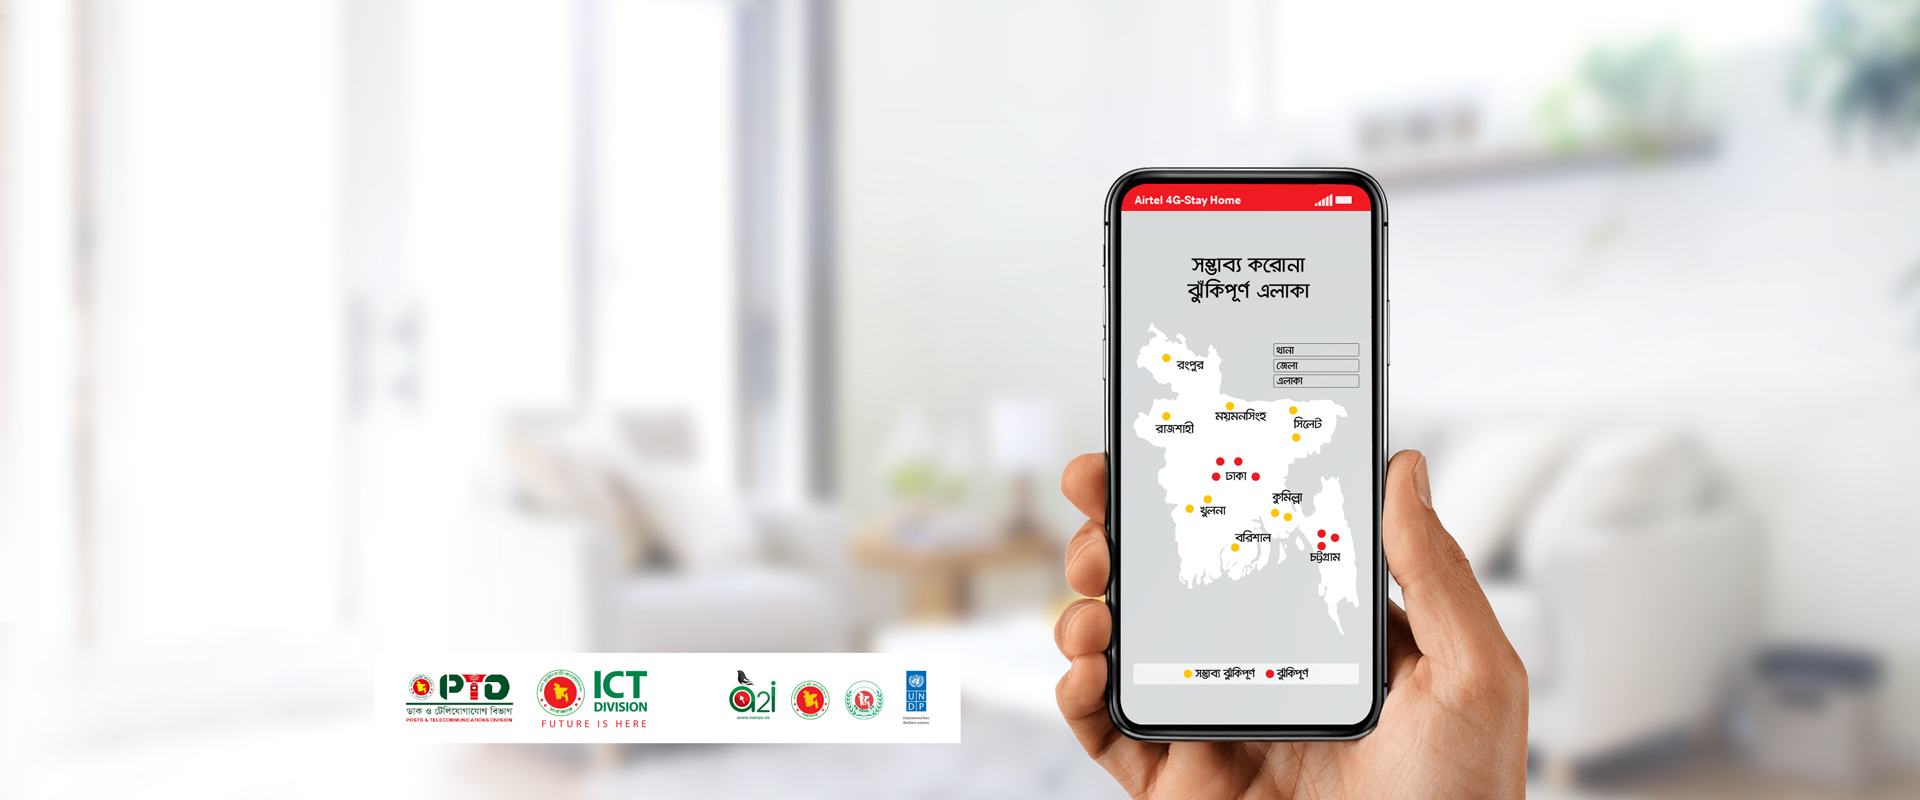 Airtel 4G-Stay Home
সম্ভাব্য করোনা
ঝুঁকিপূর্ণ এলাকা
থানা
জেলা
এলাকা
রংপুর
ময়মনসিংহ
সিলেট
রাজশাহী
ঢাকা
কুমিল্লা
খুলনা
বরিশাল
চট্টগ্রাম
সম্ভাব্য ঝুঁকিপূর্ণ ঝুঁকিপূর্ণ
PTD
ডাক ও টেলিযোগাযোগ বিভাগ
POSTS & TELECOMMUNICATIONS DIVISION
ICT
DIVISION
FUTURE IS HERE
a2i
UN
DP